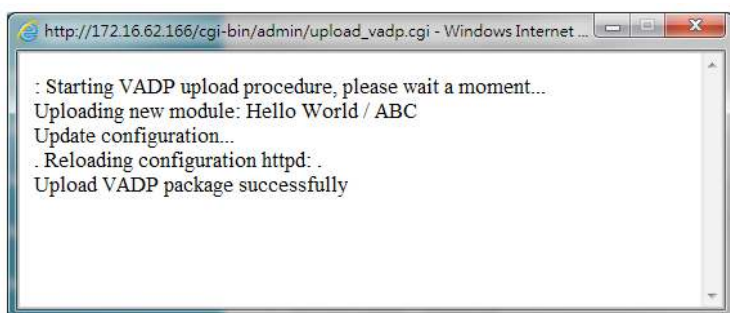 http://172.16.62.166/cgi-bin/admin/upload_vadp.cgi - Windows Internet ...
: Starting VADP upload procedure, please wait a moment...
Uploading new module: Hello World / ABC
Update configuration...
. Reloading configuration httpd: .
Upload VADP package successfully